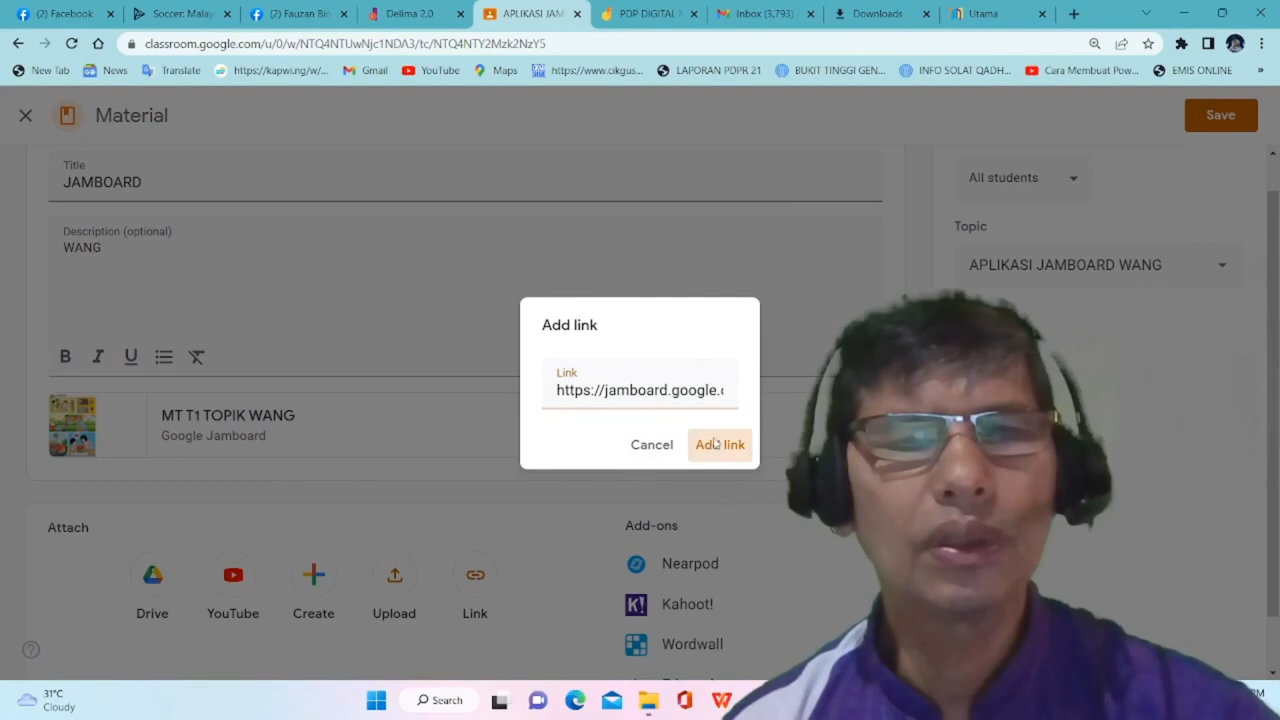 (2) Facebook
Soccer: Malay
(2) Fauzan Bin
Delima 2.0
APLIKASI JAM
PDP DIGITAL M
Inbox (3,793)
Downloads
Utama
classroom.google.com/u/0/w/NTQ4NTUwNjc1NDA3/tc/NTQ4NTY2Mzk2NzY5
New Tab
News
Translate
https://kapwi.ng/w/...
Gmail
YouTube
Maps
https://www.cikgus...
LAPORAN PDPR 21
BUKIT TINGGI GEN...
INFO SOLAT QADH...
Cara Membuat Pow...
EMIS ONLINE
»
Material
Save
Title
JAMBOARD
All students
Description (optional)
WANG
Topic
APLIKASI JAMBOARD WANG
Add link
Link
https://jamboard.google.c
Cancel
Add link
B I U
MT T1 TOPIK WANG
Google Jamboard
Attach
Add-ons
Drive
YouTube
Create
Upload
Link
Nearpod
K! Kahoot!
Wordwall
31°C
Cloudy
Search